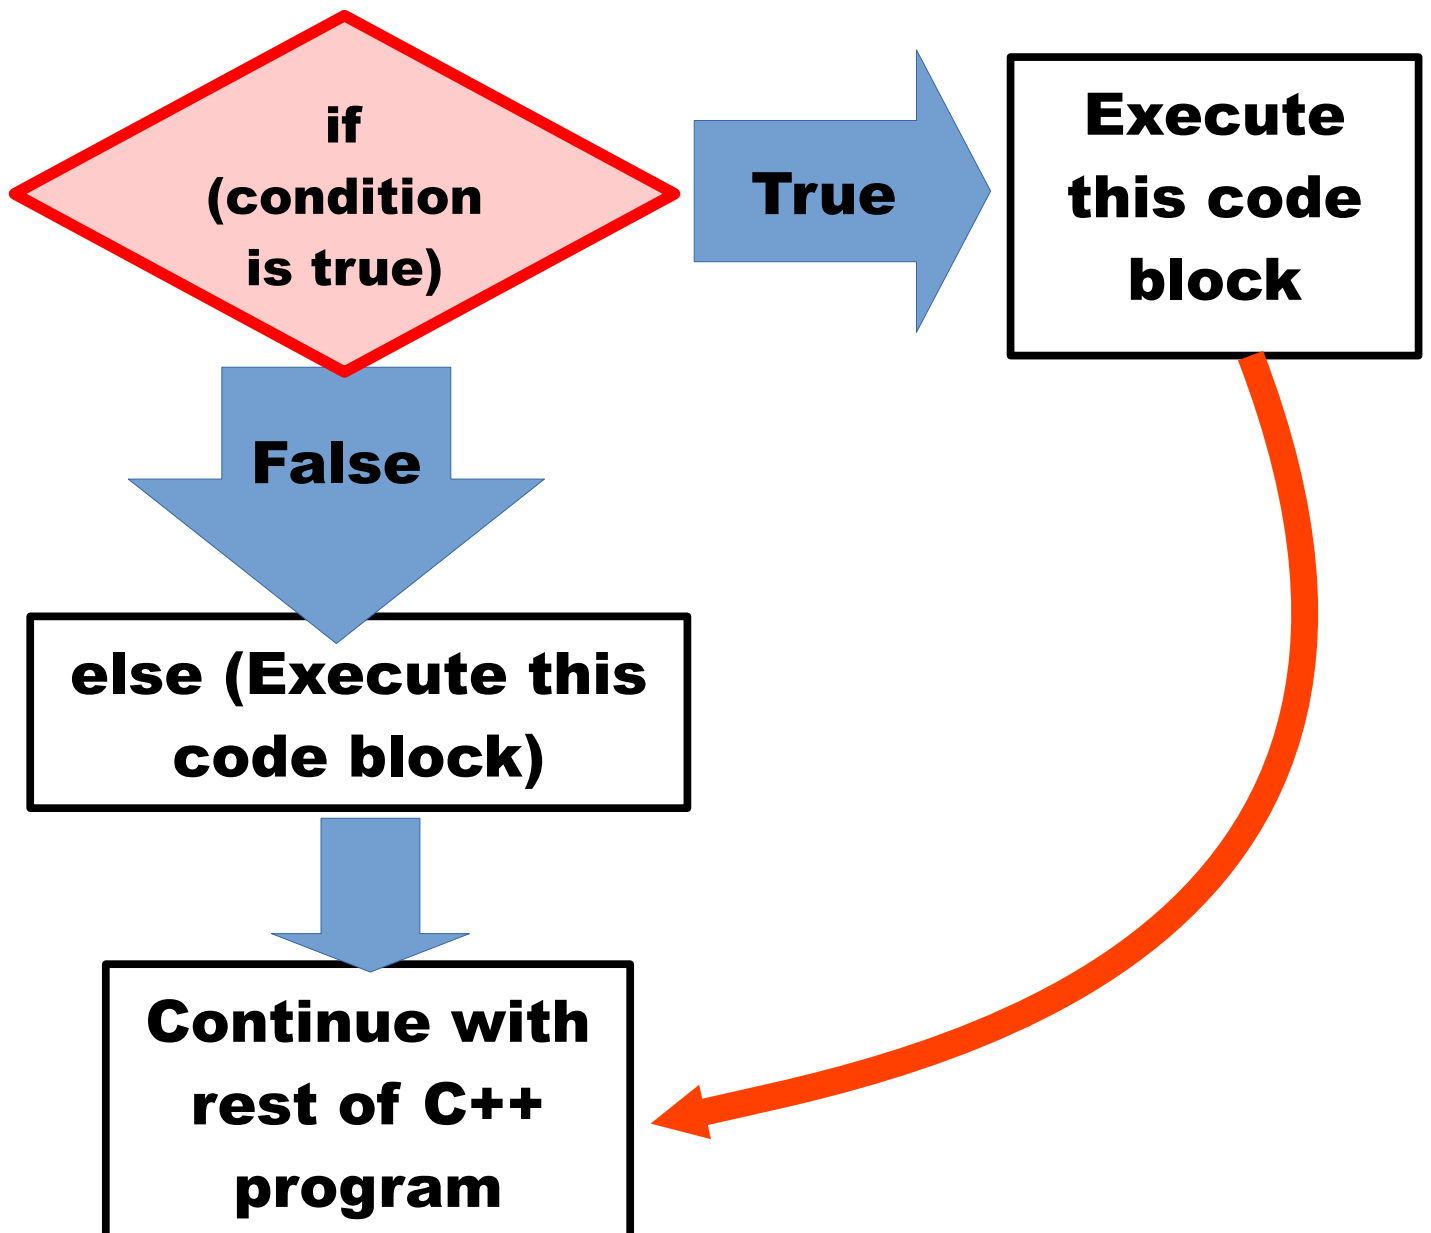 if
(condition
is true)
True
Execute
this code
block
False
else (Execute this
code block)
Continue with
rest of C++
program